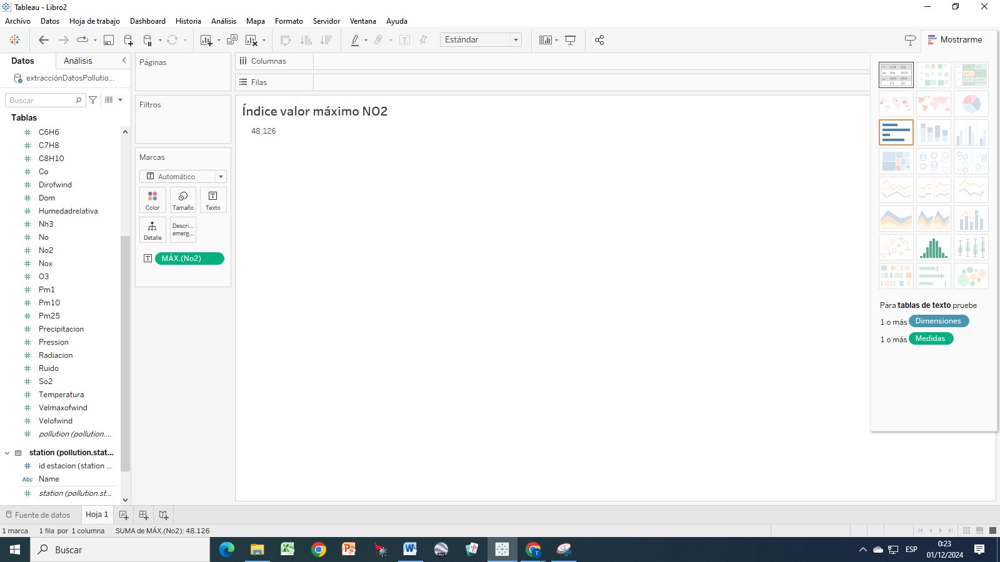 Tableau - Libro2
Archivo Datos Hoja de trabajo Dashboard Historia Análisis Mapa Formato Servidor Ventana Ayuda
Estándar
Mostrarme
Datos Análisis
extracciónDatosPollutio...
Buscar
Tablas
C6H6
C7H8
C8H10
Co
Dirofwind
Dom
Humedadrelativa
Nh3
No
No2
Nox
O3
Pm1
Pm10
Pm25
Precipitacion
Pression
Radiacion
Ruido
So2
Temperatura
Velmaxofwind
Velofwind
pollution (pollution....
station (pollution.stat...
id estacion (station ...
Abc Name
station (pollution.st...
Páginas
Filtros
Marcas
Automático
Color Tamaño Texto
Detalle Descri... emerg...
MÁX.(No2)
Columnas
Filas
Índice valor máximo NO2
48.126
Para tablas de texto pruebe
1 o más Dimensiones
1 o más Medidas
Fuente de datos Hoja 1
1 marca 1 fila por 1 columna SUMA de MÁX.(No2): 48.126
Buscar
ESP
0:23
01/12/2024